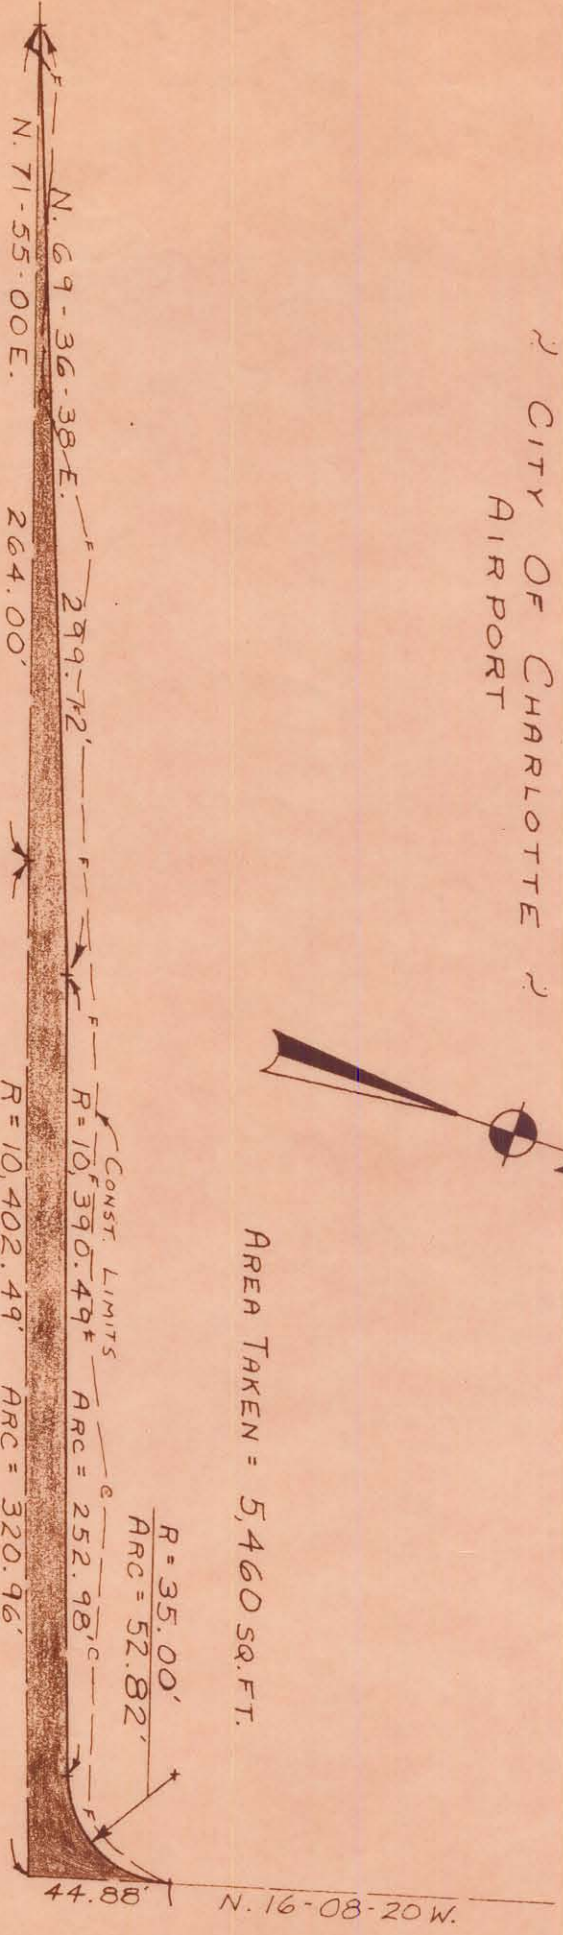 ~ CITY OF CHARLOTTE ~
AIRPORT
AREA TAKEN = 5,460 SQ.FT.
R = 35.00'
ARC = 52.82'
CONST. LIMITS
N. 69-36-38 E. 299.72' R = 10,390.49' ARC = 252.98'
N. 71-55-00 E. 264.00' R = 10,402.49' ARC = 320.96'
F
F
F
F
F
F
C
C
F
44.88'
N. 16-08-20 W.